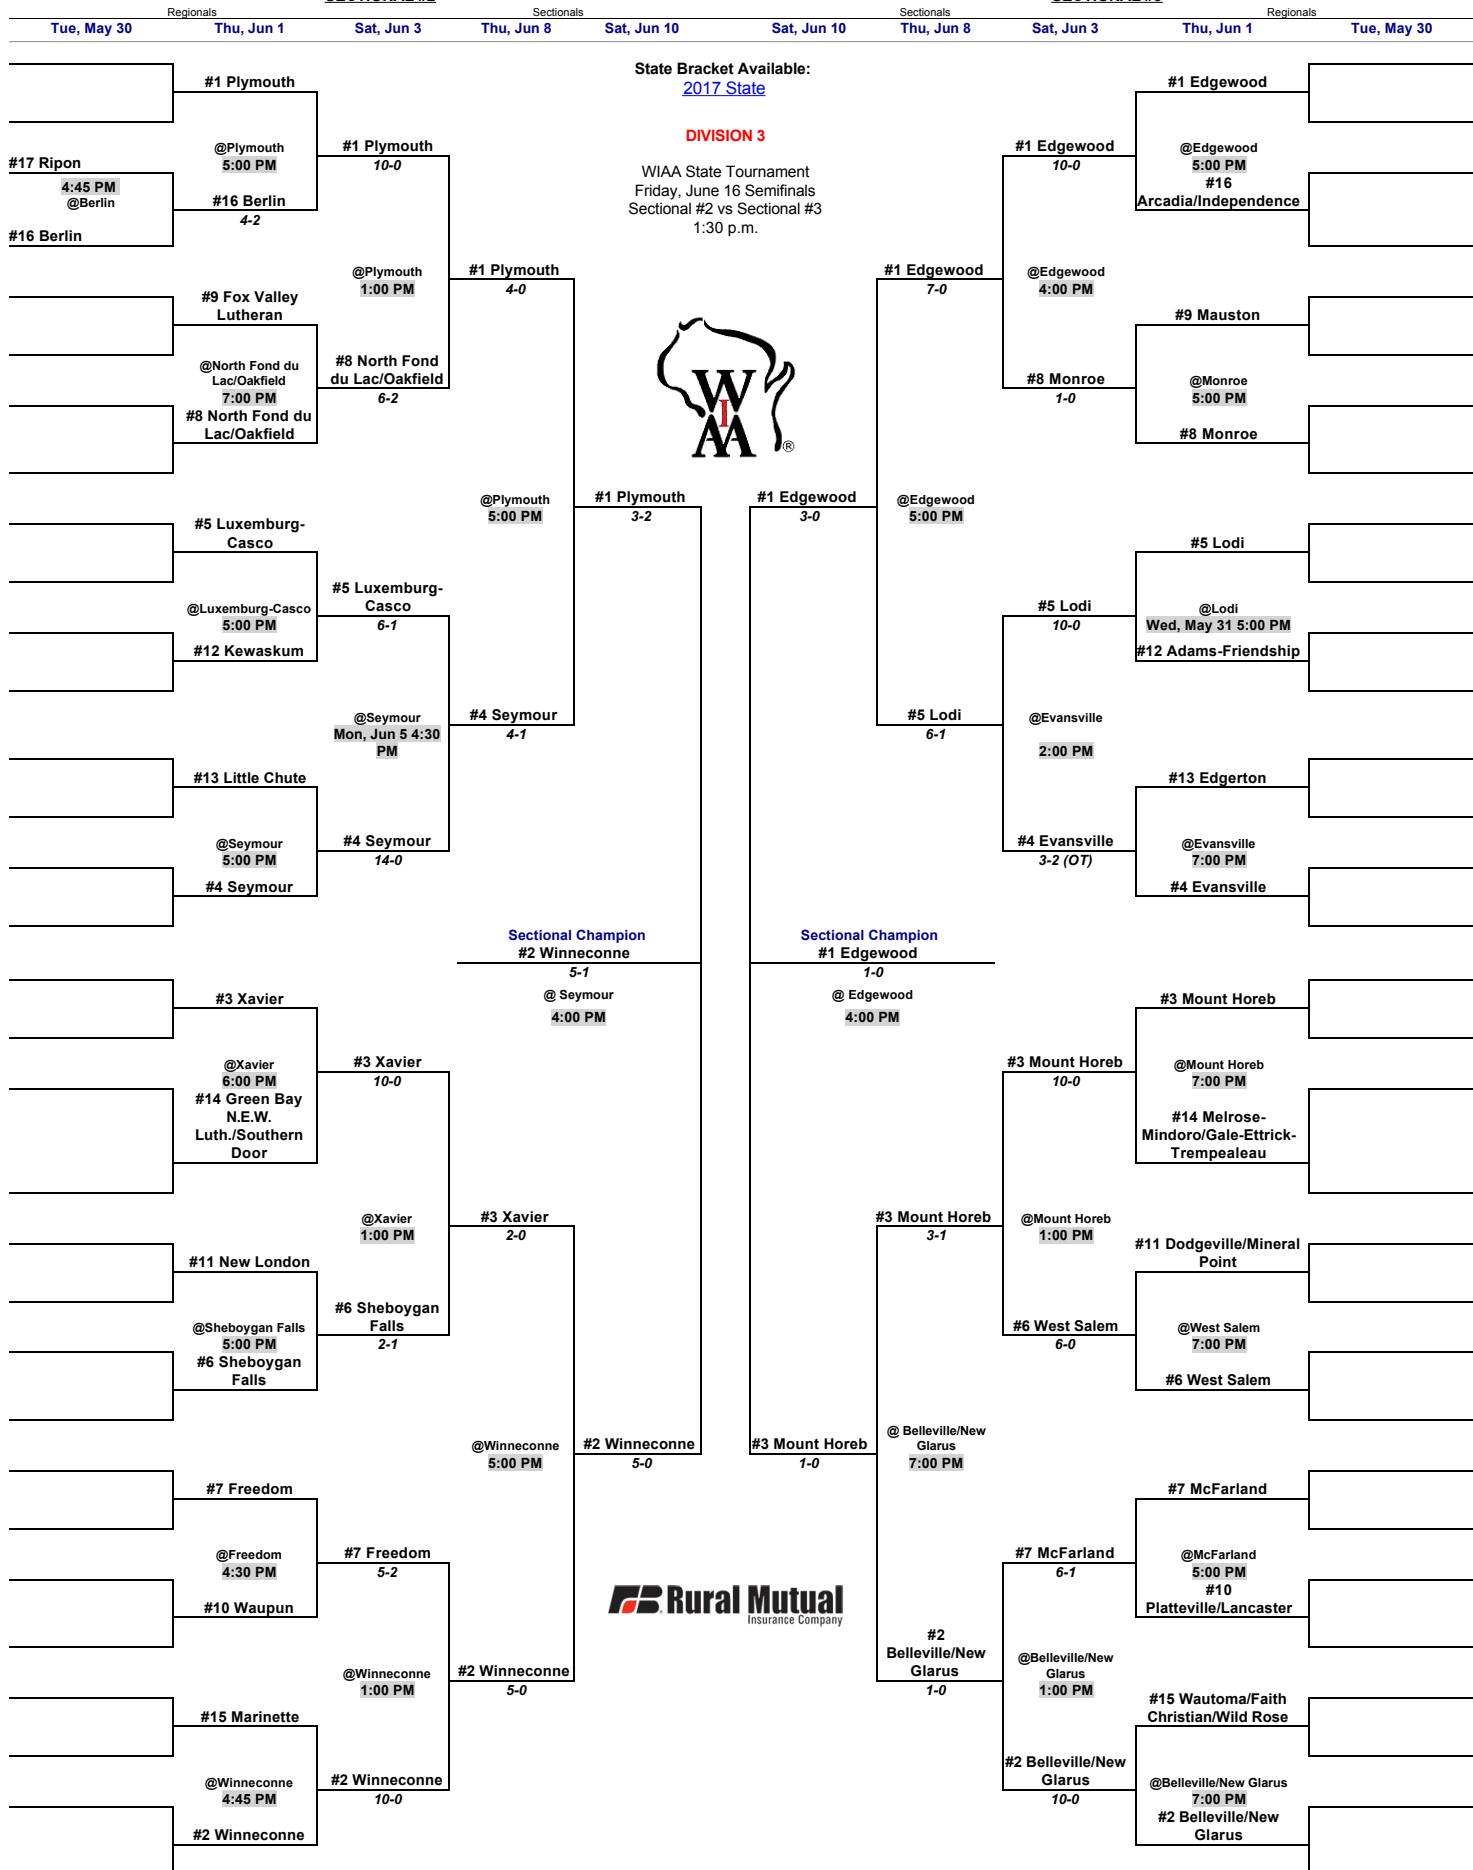 Regionals
Sectionals
Sectionals
Regionals
Tue, May 30
Thu, Jun 1
Sat, Jun 3
Thu, Jun 8
Sat, Jun 10
Sat, Jun 10
Thu, Jun 8
Sat, Jun 3
Thu, Jun 1
Tue, May 30
#17 Ripon
4:45 PM
@Berlin
#16 Berlin
#1 Plymouth
@Plymouth
5:00 PM
#16 Berlin
4-2
#9 Fox Valley
Lutheran
@North Fond du
Lac/Oakfield
7:00 PM
#8 North Fond du
Lac/Oakfield
#5 Luxemburg-
Casco
@Luxemburg-Casco
5:00 PM
#12 Kewaskum
#13 Little Chute
@Seymour
5:00 PM
#4 Seymour
#3 Xavier
@Xavier
6:00 PM
#14 Green Bay
N.E.W.
Luth./Southern
Door
#11 New London
@Sheboygan Falls
5:00 PM
#6 Sheboygan
Falls
#7 Freedom
@Freedom
4:30 PM
#10 Waupun
#15 Marinette
@Winneconne
4:45 PM
#2 Winneconne
#1 Plymouth
10-0
@Plymouth
1:00 PM
#8 North Fond
du Lac/Oakfield
6-2
#5 Luxemburg-
Casco
6-1
@Seymour
Mon, Jun 5 4:30
PM
#4 Seymour
14-0
#3 Xavier
10-0
@Xavier
1:00 PM
#6 Sheboygan
Falls
2-1
#7 Freedom
5-2
@Winneconne
1:00 PM
#2 Winneconne
10-0
#1 Plymouth
4-0
@Plymouth
5:00 PM
#4 Seymour
4-1
#3 Xavier
2-0
@Winneconne
5:00 PM
#2 Winneconne
5-0
#1 Plymouth
3-2
Sectional Champion
#2 Winneconne
5-1
@ Seymour
4:00 PM
#2 Winneconne
5-0
State Bracket Available:
2017 State
DIVISION 3
WIAA State Tournament
Friday, June 16 Semifinals
Sectional #2 vs Sectional #3
1:30 p.m.
W
I
AA
®
Rural Mutual
Insurance Company
#1 Edgewood
3-0
Sectional Champion
#1 Edgewood
1-0
@ Edgewood
4:00 PM
#3 Mount Horeb
1-0
#1 Edgewood
7-0
@Edgewood
5:00 PM
#5 Lodi
6-1
#3 Mount Horeb
3-1
@ Belleville/New
Glarus
7:00 PM
#2
Belleville/New
Glarus
1-0
#1 Edgewood
10-0
@Edgewood
4:00 PM
#8 Monroe
1-0
#5 Lodi
10-0
@Evansville
2:00 PM
#4 Evansville
3-2 (OT)
#3 Mount Horeb
10-0
@Mount Horeb
1:00 PM
#6 West Salem
6-0
#7 McFarland
6-1
@Belleville/New
Glarus
1:00 PM
#2 Belleville/New
Glarus
10-0
#1 Edgewood
@Edgewood
5:00 PM
#16
Arcadia/Independence
#9 Mauston
@Monroe
5:00 PM
#8 Monroe
#5 Lodi
@Lodi
Wed, May 31 5:00 PM
#12 Adams-Friendship
#13 Edgerton
@Evansville
7:00 PM
#4 Evansville
#3 Mount Horeb
@Mount Horeb
7:00 PM
#14 Melrose-
Mindoro/Gale-Ettrick-
Trempealeau
#11 Dodgeville/Mineral
Point
@West Salem
7:00 PM
#6 West Salem
#7 McFarland
@McFarland
5:00 PM
#10
Platteville/Lancaster
#15 Wautoma/Faith
Christian/Wild Rose
@Belleville/New Glarus
7:00 PM
#2 Belleville/New
Glarus